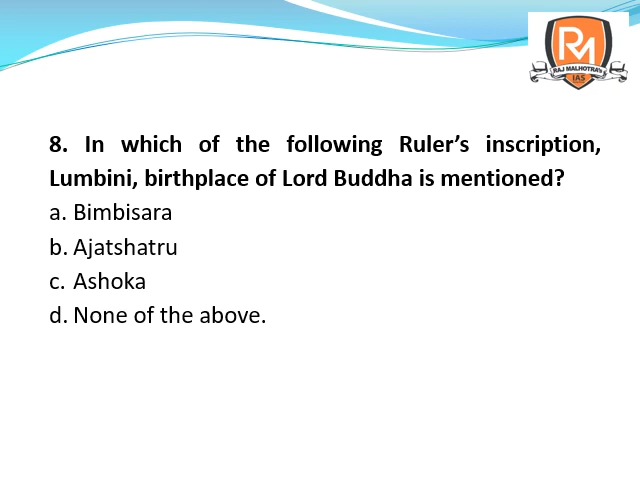 RM
RAJ MALHOTRA'S
IAS
8. In which of the following Ruler’s inscription,
Lumbini, birthplace of Lord Buddha is mentioned?
a. Bimbisara
b. Ajatshatru
c. Ashoka
d. None of the above.